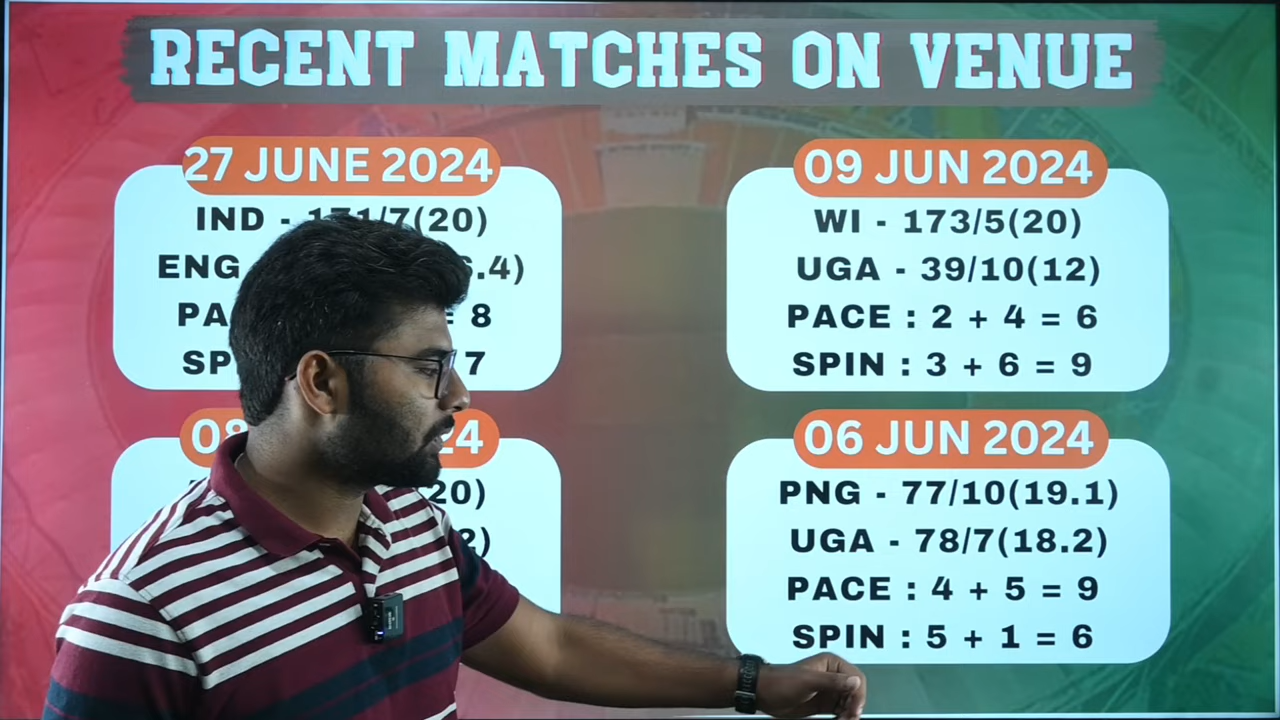 RECENT MATCHES ON VENUE
27 JUNE 2024
IND - 171/7(20)
ENG
= 8
7
09 JUN 2024
WI - 173/5(20)
UGA - 39/10(12)
PACE : 2 + 4 = 6
SPIN : 3 + 6 = 9
06 JUN 2024
PNG - 77/10(19.1)
UGA - 78/7(18.2)
PACE : 4 + 5 = 9
SPIN : 5 + 1 = 6